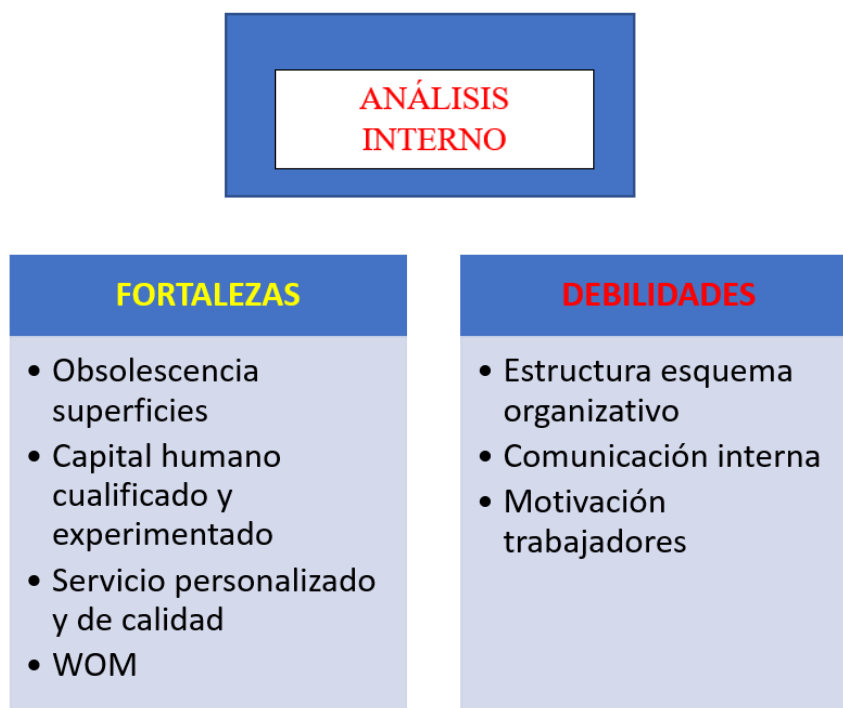 ANÁLISIS
INTERNO
FORTALEZAS
• Obsolescencia
superficies
• Capital humano
cualificado y
experimentado
• Servicio personalizado
y de calidad
• WOM
DEBILIDADES
• Estructura esquema
organizativo
• Comunicación interna
• Motivación
trabajadores